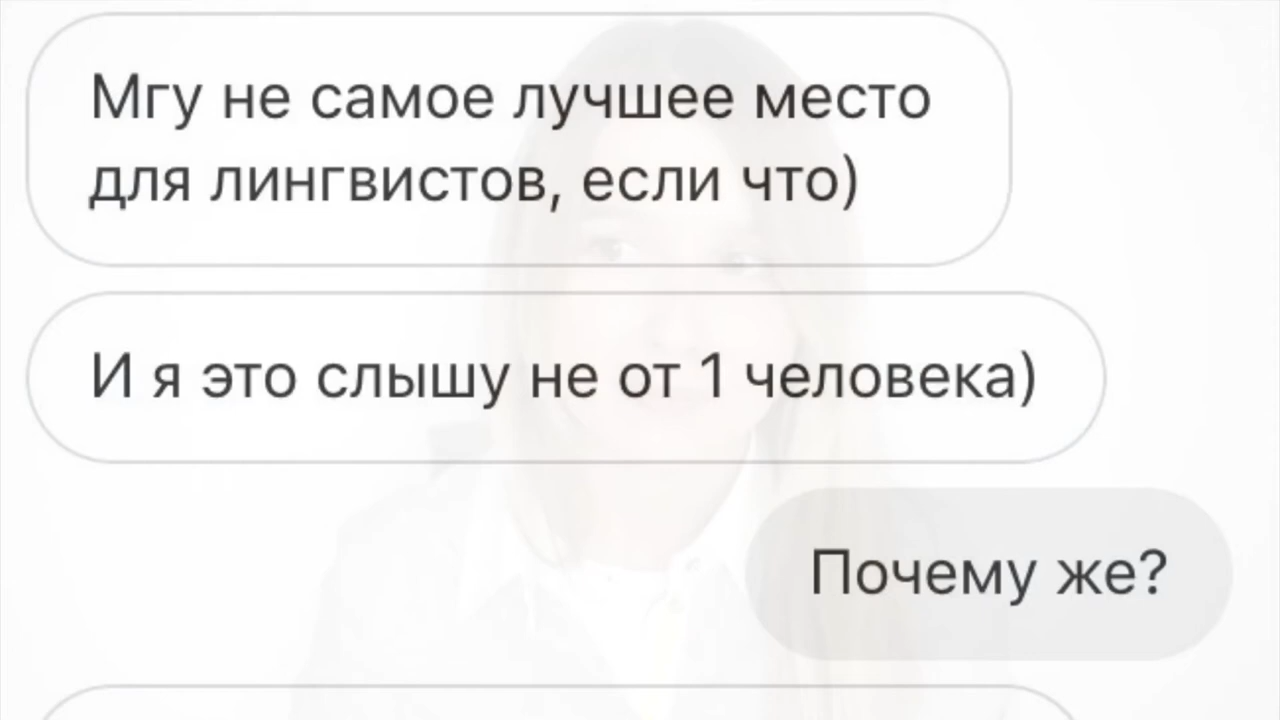 Мгу не самое лучшее место
для лингвистов, если что)
И я это слышу не от 1 человека)
Почему же?